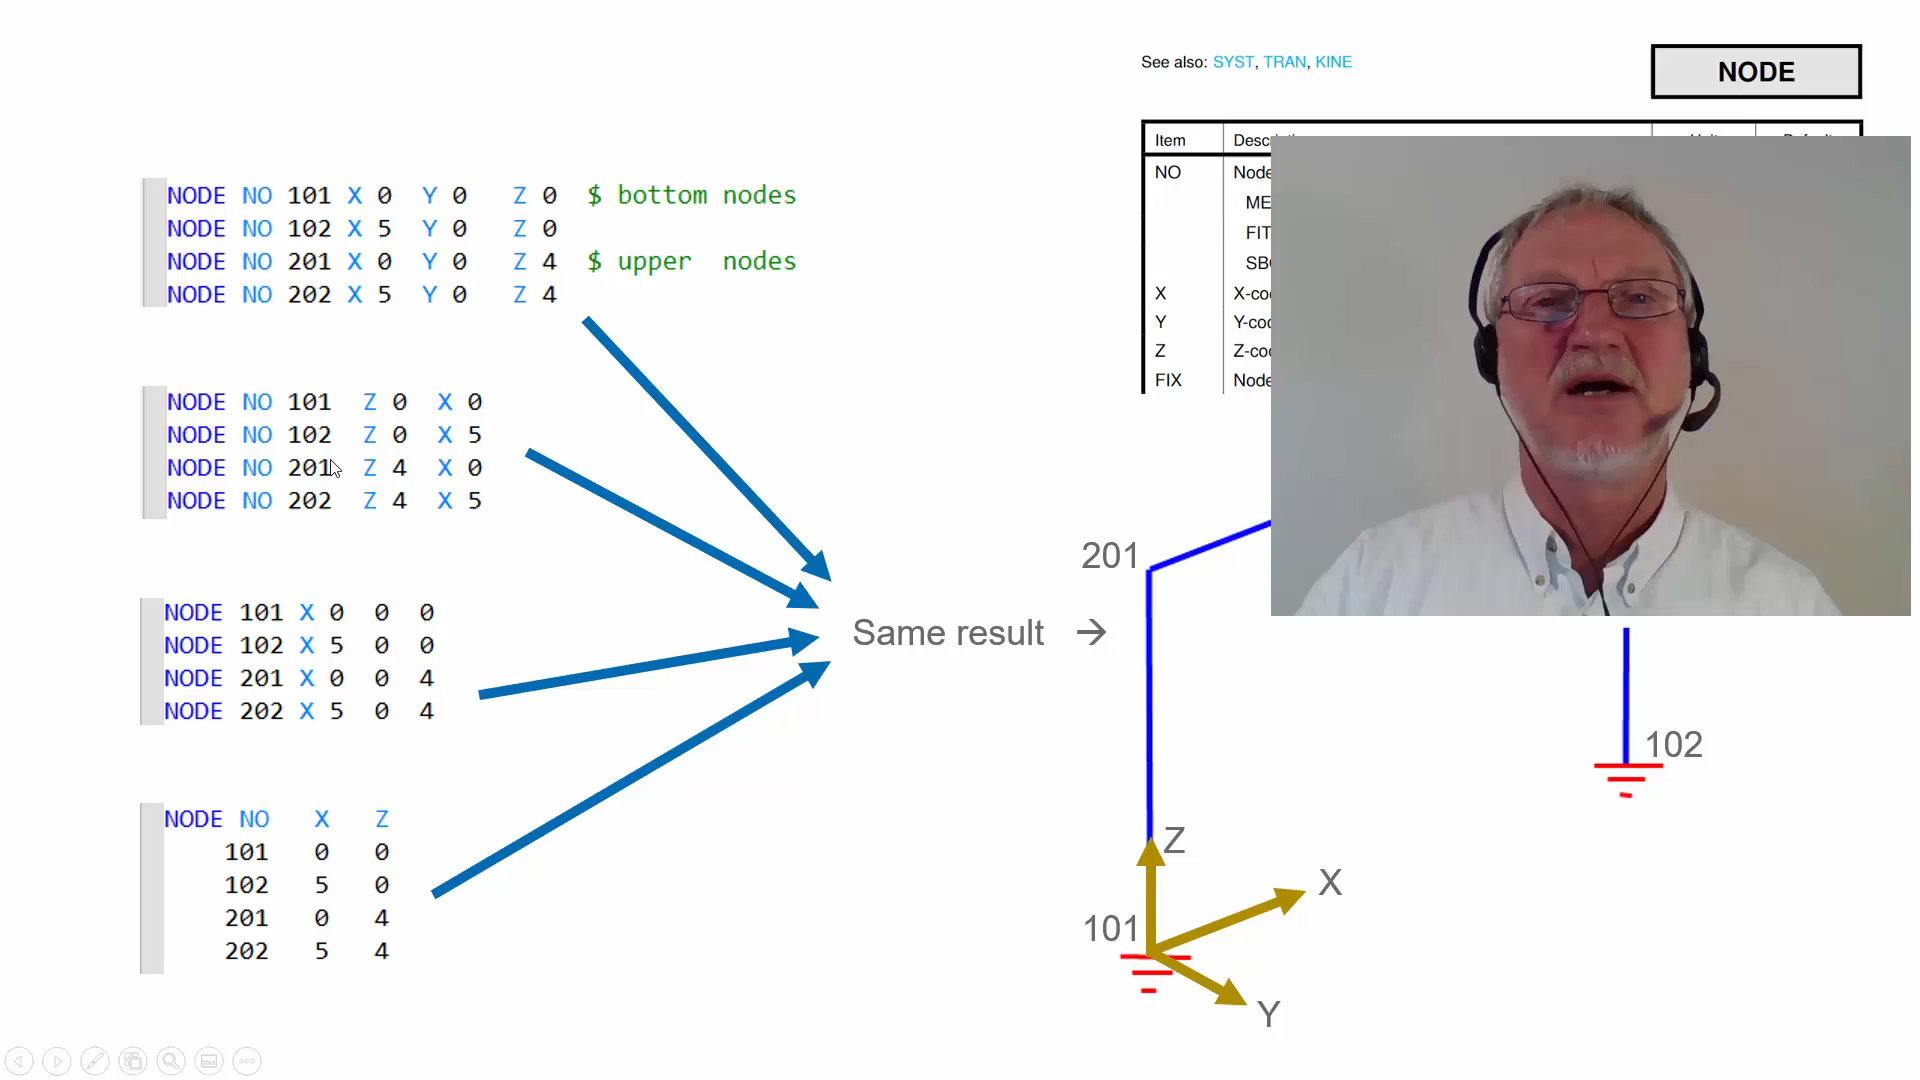 See also: SYST, TRAN, KINE
NODE
Item
NO
X
Y
Z
FIX
NODE NO 101 X 0 Y 0 Z 0 $ bottom nodes
NODE NO 102 X 5 Y 0 Z 0
NODE NO 201 X 0 Y 0 Z 4 $ upper nodes
NODE NO 202 X 5 Y 0 Z 4
NODE NO 101 Z 0 X 0
NODE NO 102 Z 0 X 5
NODE NO 201 Z 4 X 0
NODE NO 202 Z 4 X 5
NODE 101 X 0 0 0
NODE 102 X 5 0 0
NODE 201 X 0 0 4
NODE 202 X 5 0 4
NODE NO X Z
101 0 0
102 5 0
201 0 4
202 5 4
Same result →
201
102
Z
X
101
Y